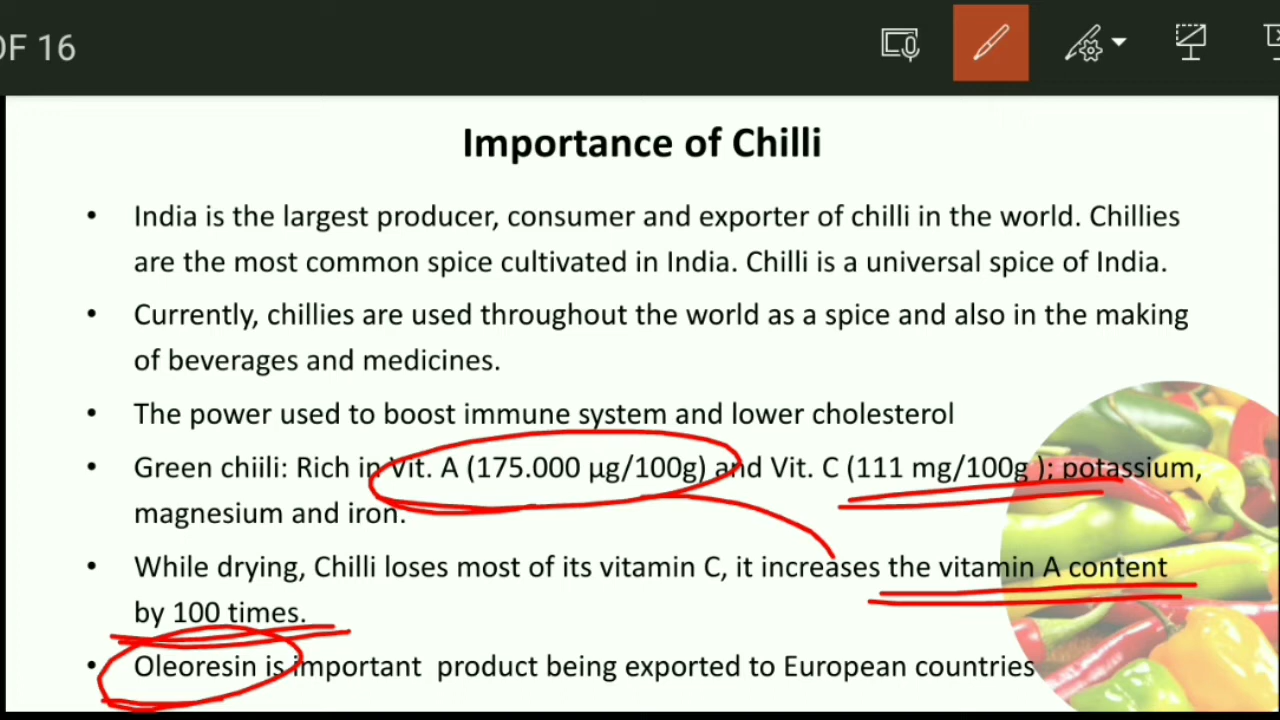 OF 16
Importance of Chilli
• India is the largest producer, consumer and exporter of chilli in the world. Chillies
are the most common spice cultivated in India. Chilli is a universal spice of India.
• Currently, chillies are used throughout the world as a spice and also in the making
of beverages and medicines.
• The power used to boost immune system and lower cholesterol
• Green chiili: Rich in Vit. A (175.000 µg/100g) and Vit. C (111 mg/100g ); potassium,
magnesium and iron.
• While drying, Chilli loses most of its vitamin C, it increases the vitamin A content
by 100 times.
• Oleoresin is important product being exported to European countries